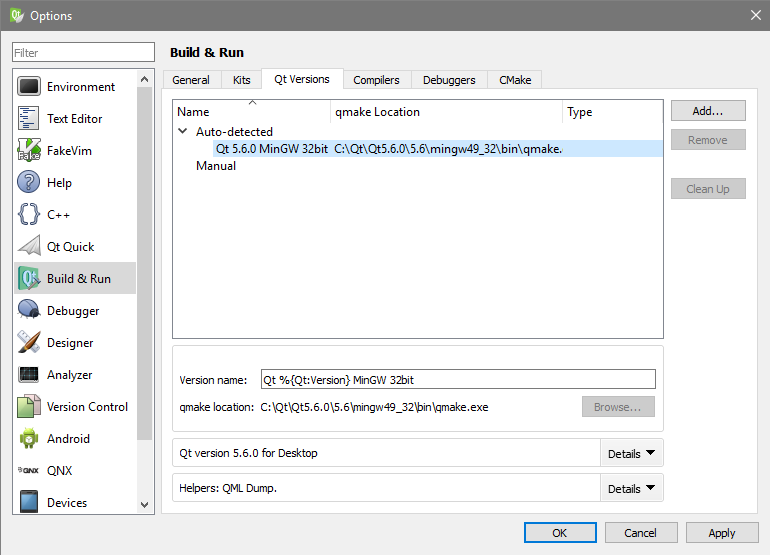 Qt Options
Filter
Environment
Text Editor
FakeVim
Help
C++
Qt Quick
Build & Run
Debugger
Designer
Analyzer
Version Control
Android
QNX
Devices
Build & Run
General Kits Qt Versions Compilers Debuggers CMake
Name qmake Location Type
Auto-detected
Qt 5.6.0 MinGW 32bit C:\Qt\Qt5.6.0\5.6\mingw49_32\bin\qmake.
Manual
Add...
Remove
Clean Up
Version name: Qt %{Qt:Version} MinGW 32bit
qmake location: C:\Qt\Qt5.6.0\5.6\mingw49_32\bin\qmake.exe Browse...
Qt version 5.6.0 for Desktop Details
Helpers: QML Dump. Details
OK Cancel Apply